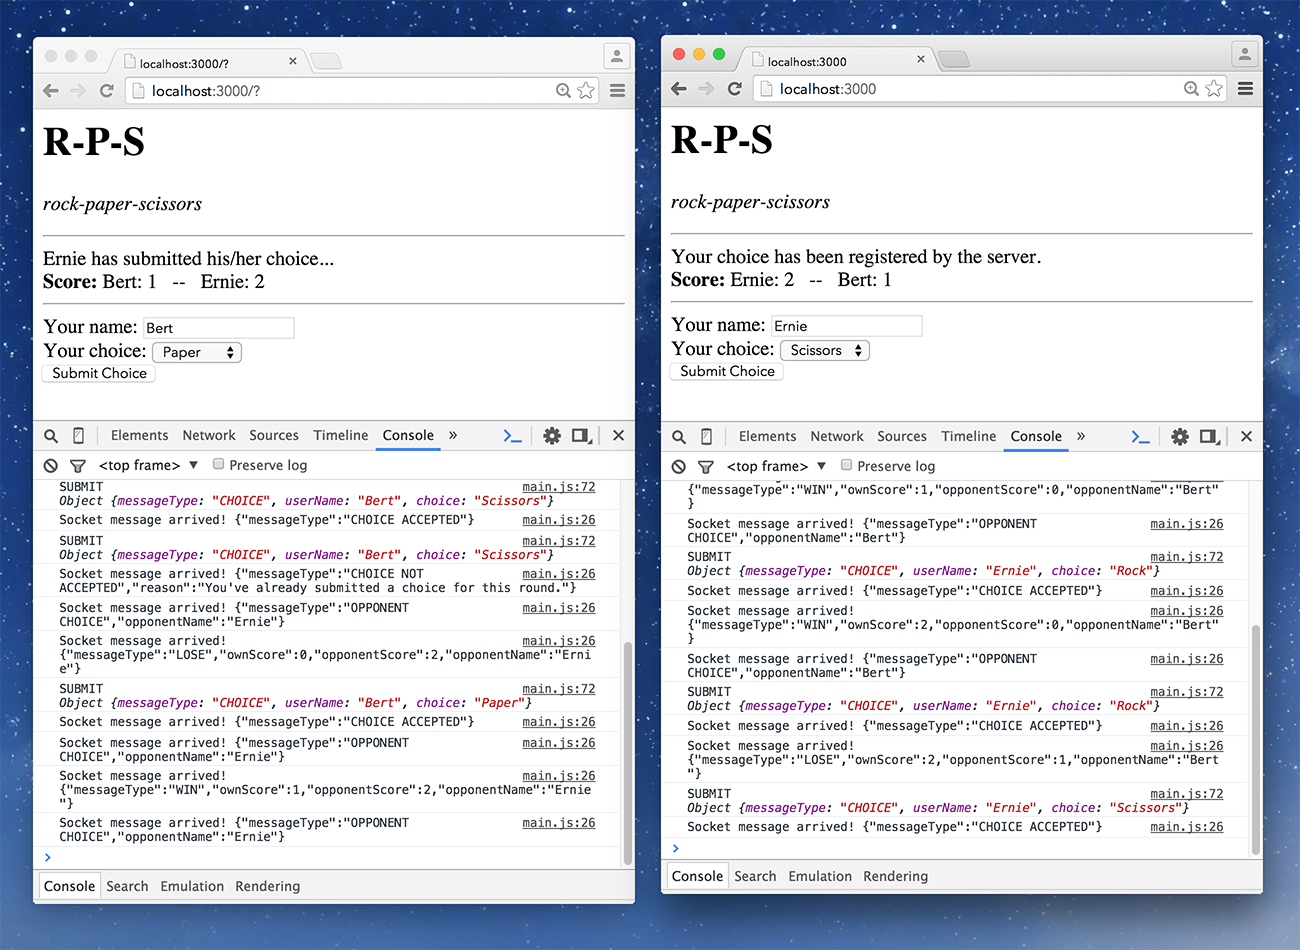 localhost:3000/?
localhost:3000/?
R-P-S
rock-paper-scissors
Ernie has submitted his/her choice...
Score: Bert: 1 -- Ernie: 2
Your name: Bert
Your choice: Paper
Submit Choice
Elements Network Sources Timeline Console »
<top frame> ▼ Preserve log
SUBMIT main.js:72
Object {messageType: "CHOICE", userName: "Bert", choice: "Scissors"}
Socket message arrived! {"messageType":"CHOICE ACCEPTED"} main.js:26
SUBMIT main.js:72
Object {messageType: "CHOICE", userName: "Bert", choice: "Scissors"}
Socket message arrived! {"messageType":"CHOICE NOT main.js:26
ACCEPTED","reason":"You've already submitted a choice for this round."}
Socket message arrived! {"messageType":"OPPONENT main.js:26
CHOICE","opponentName":"Ernie"}
Socket message arrived! main.js:26
{"messageType":"LOSE","ownScore":0,"opponentScore":2,"opponentName":"Erni
e"}
SUBMIT main.js:72
Object {messageType: "CHOICE", userName: "Bert", choice: "Paper"}
Socket message arrived! {"messageType":"CHOICE ACCEPTED"} main.js:26
Socket message arrived! {"messageType":"OPPONENT main.js:26
CHOICE","opponentName":"Ernie"}
Socket message arrived! main.js:26
{"messageType":"WIN","ownScore":1,"opponentScore":2,"opponentName":"Ernie
"}
Socket message arrived! {"messageType":"OPPONENT main.js:26
CHOICE","opponentName":"Ernie"}
Console Search Emulation Rendering
localhost:3000
localhost:3000
R-P-S
rock-paper-scissors
Your choice has been registered by the server.
Score: Ernie: 2 -- Bert: 1
Your name: Ernie
Your choice: Scissors
Submit Choice
Elements Network Sources Timeline Console »
<top frame> ▼ Preserve log
{"messageType":"WIN","ownScore":1,"opponentScore":0,"opponentName":"Bert"
}
Socket message arrived! {"messageType":"OPPONENT main.js:26
CHOICE","opponentName":"Bert"}
SUBMIT main.js:72
Object {messageType: "CHOICE", userName: "Ernie", choice: "Rock"}
Socket message arrived! {"messageType":"CHOICE ACCEPTED"} main.js:26
Socket message arrived! main.js:26
{"messageType":"WIN","ownScore":2,"opponentScore":0,"opponentName":"Bert"
}
Socket message arrived! {"messageType":"OPPONENT main.js:26
CHOICE","opponentName":"Bert"}
SUBMIT main.js:72
Object {messageType: "CHOICE", userName: "Ernie", choice: "Rock"}
Socket message arrived! {"messageType":"CHOICE ACCEPTED"} main.js:26
Socket message arrived! main.js:26
{"messageType":"LOSE","ownScore":2,"opponentScore":1,"opponentName":"Bert
"}
SUBMIT main.js:72
Object {messageType: "CHOICE", userName: "Ernie", choice: "Scissors"}
Socket message arrived! {"messageType":"CHOICE ACCEPTED"} main.js:26
Console Search Emulation Rendering